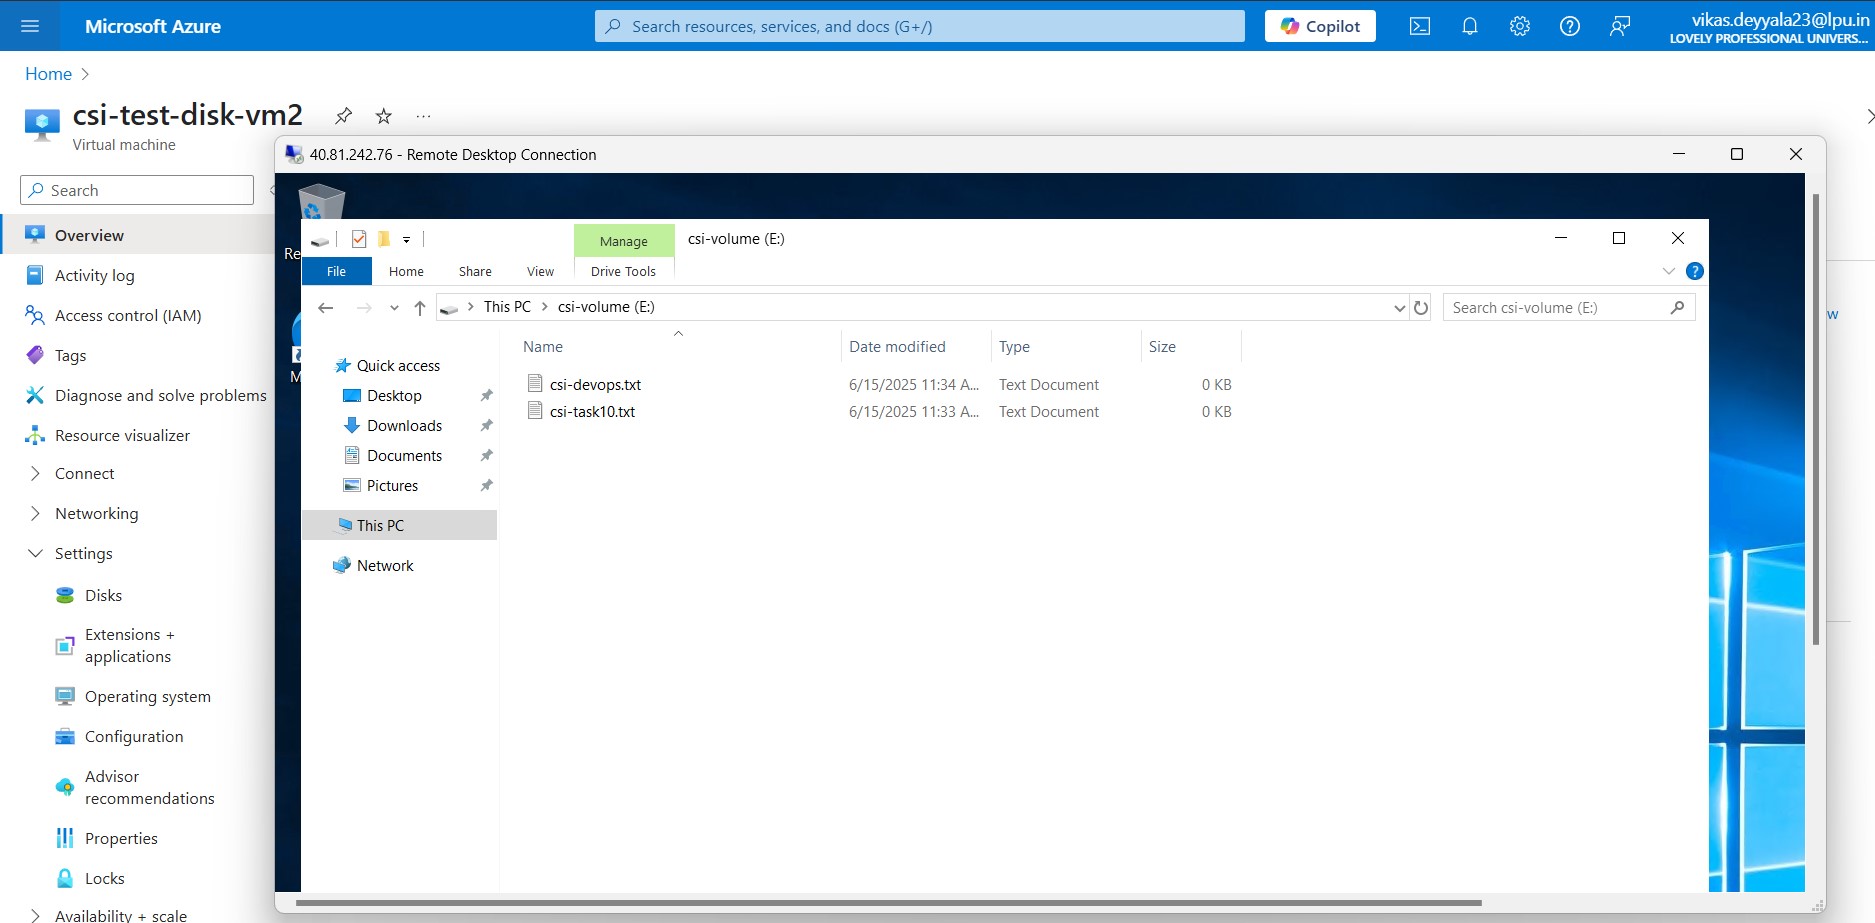 Microsoft Azure
Search resources, services, and docs (G+/)
Copilot
vikas.deyyala23@lpu.in
LOVELY PROFESSIONAL UNIVERS...
Home
csi-test-disk-vm2
...
Virtual machine
Search
Overview
Activity log
Access control (IAM)
Tags
Diagnose and solve problems
Resource visualizer
Connect
Networking
Settings
Disks
Extensions +
applications
Operating system
Configuration
Advisor
recommendations
Properties
Locks
Availability + scale
40.81.242.76 - Remote Desktop Connection
Re
M
Manage
csi-volume (E:)
File
Home
Share
View
Drive Tools
?
This PC
csi-volume (E:)
Search csi-volume (E:)
Quick access
Desktop
Downloads
Documents
Pictures
This PC
Network
Name
Date modified
Type
Size
csi-devops.txt
6/15/2025 11:34 A...
Text Document
0 KB
csi-task10.txt
6/15/2025 11:33 A...
Text Document
0 KB
w